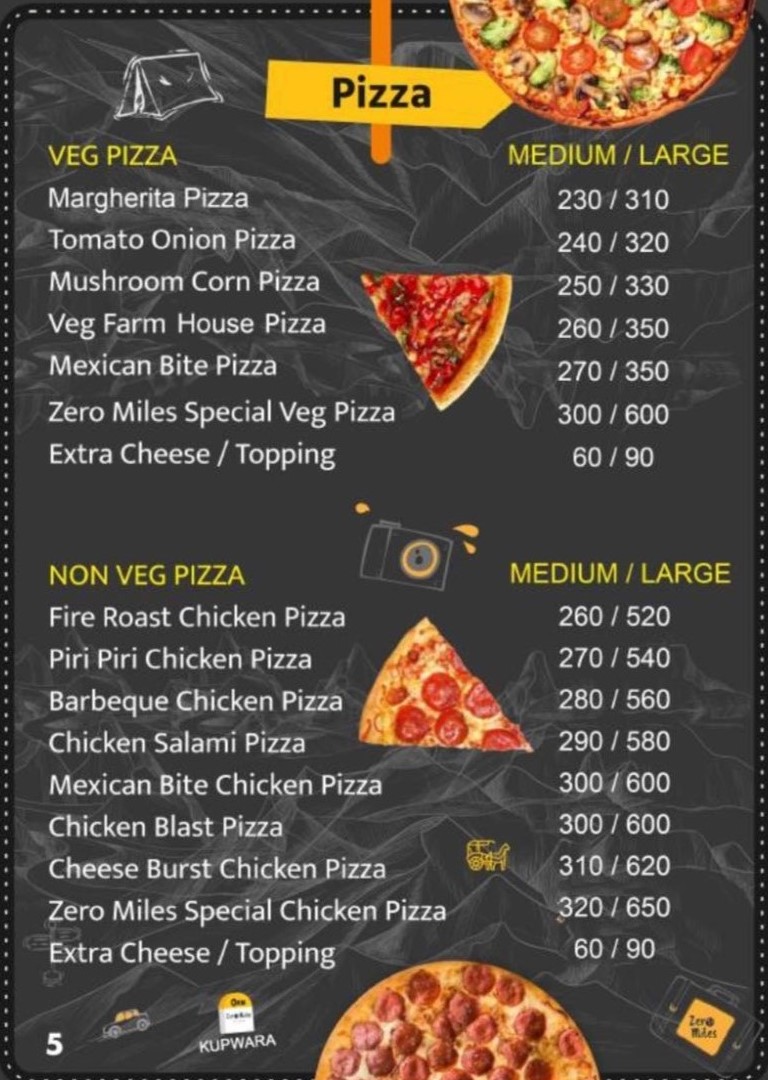 Pizza
VEG PIZZA MEDIUM / LARGE
Margherita Pizza 230 / 310
Tomato Onion Pizza 240 / 320
Mushroom Corn Pizza 250 / 330
Veg Farm House Pizza 260 / 350
Mexican Bite Pizza 270 / 350
Zero Miles Special Veg Pizza 300 / 600
Extra Cheese / Topping 60 / 90
NON VEG PIZZA MEDIUM / LARGE
Fire Roast Chicken Pizza 260 / 520
Piri Piri Chicken Pizza 270 / 540
Barbeque Chicken Pizza 280 / 560
Chicken Salami Pizza 290 / 580
Mexican Bite Chicken Pizza 300 / 600
Chicken Blast Pizza 300 / 600
Cheese Burst Chicken Pizza 310 / 620
Zero Miles Special Chicken Pizza 320 / 650
Extra Cheese / Topping 60 / 90
5
KUPWARA
Zero
Miles